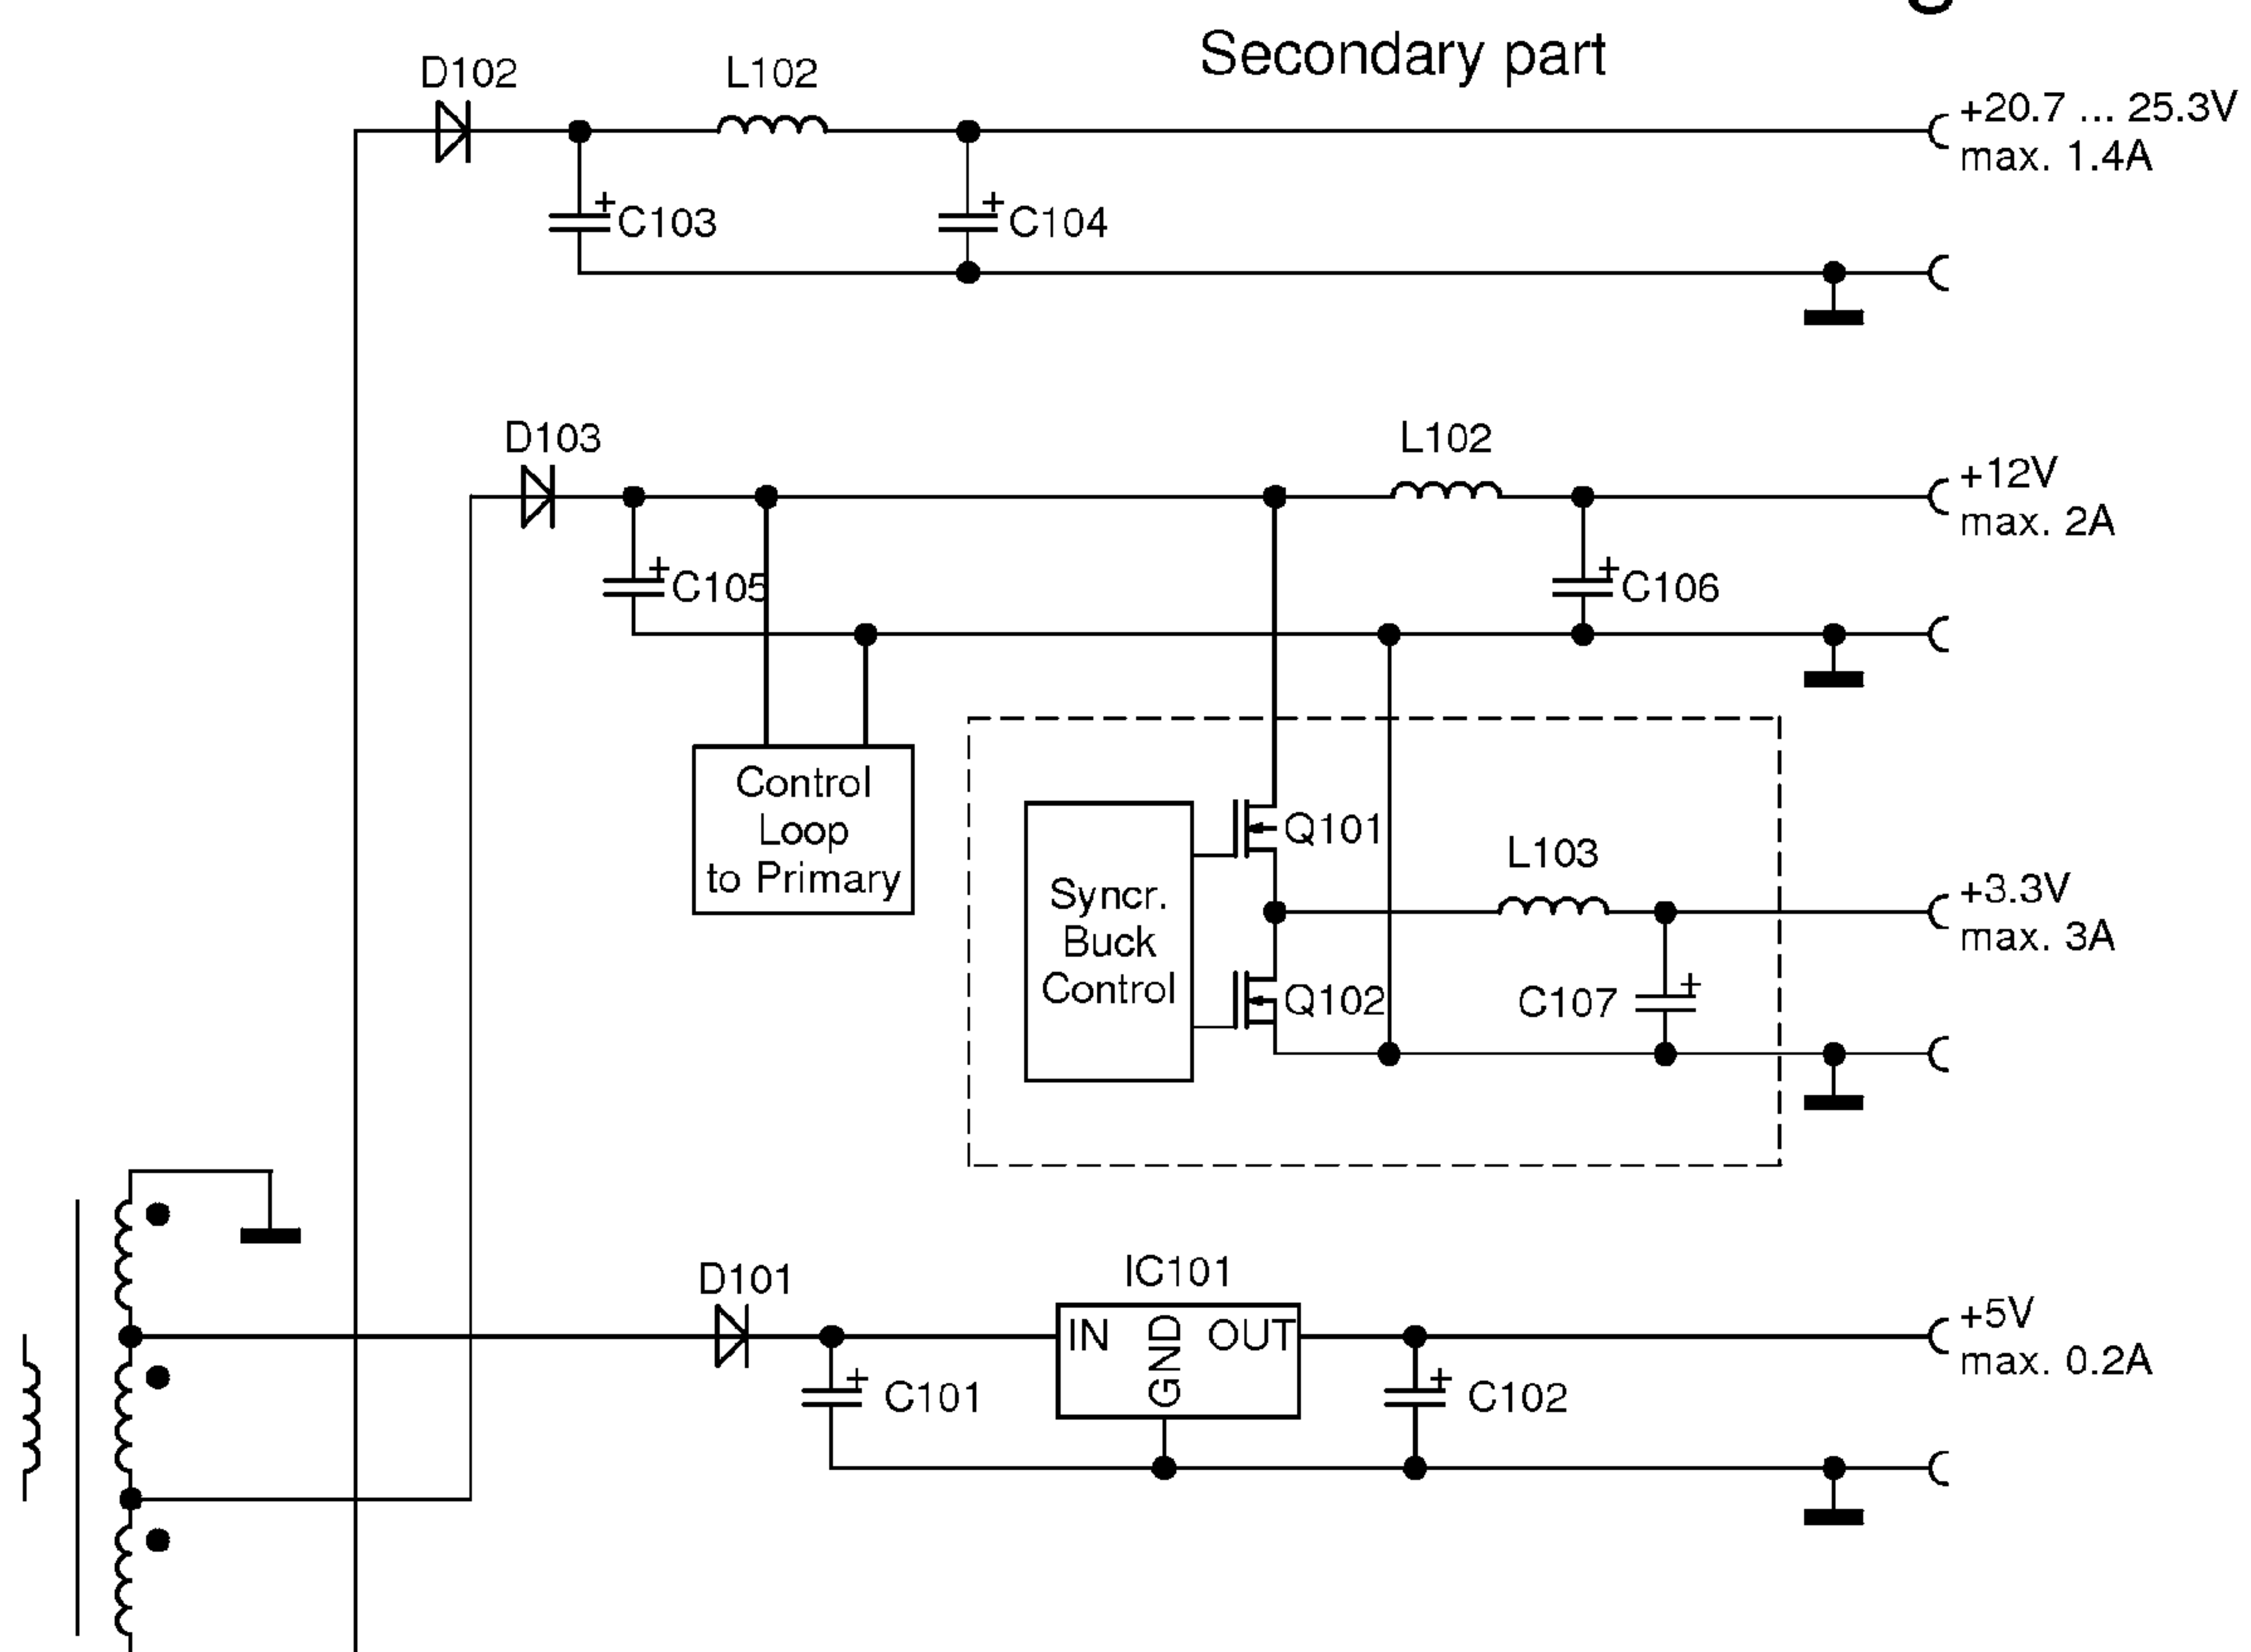 Secondary part
D102
L102
+20.7 ... 25.3V
max. 1.4A
+
C103
+
C104
D103
L102
+12V
max. 2A
+
C105
+
C106
Control
Loop
to Primary
Q101
L103
+3.3V
max. 3A
Syncr.
Buck
Control
Q102
C107
+
D101
IC101
IN
GND
OUT
+5V
max. 0.2A
+
C101
+
C102